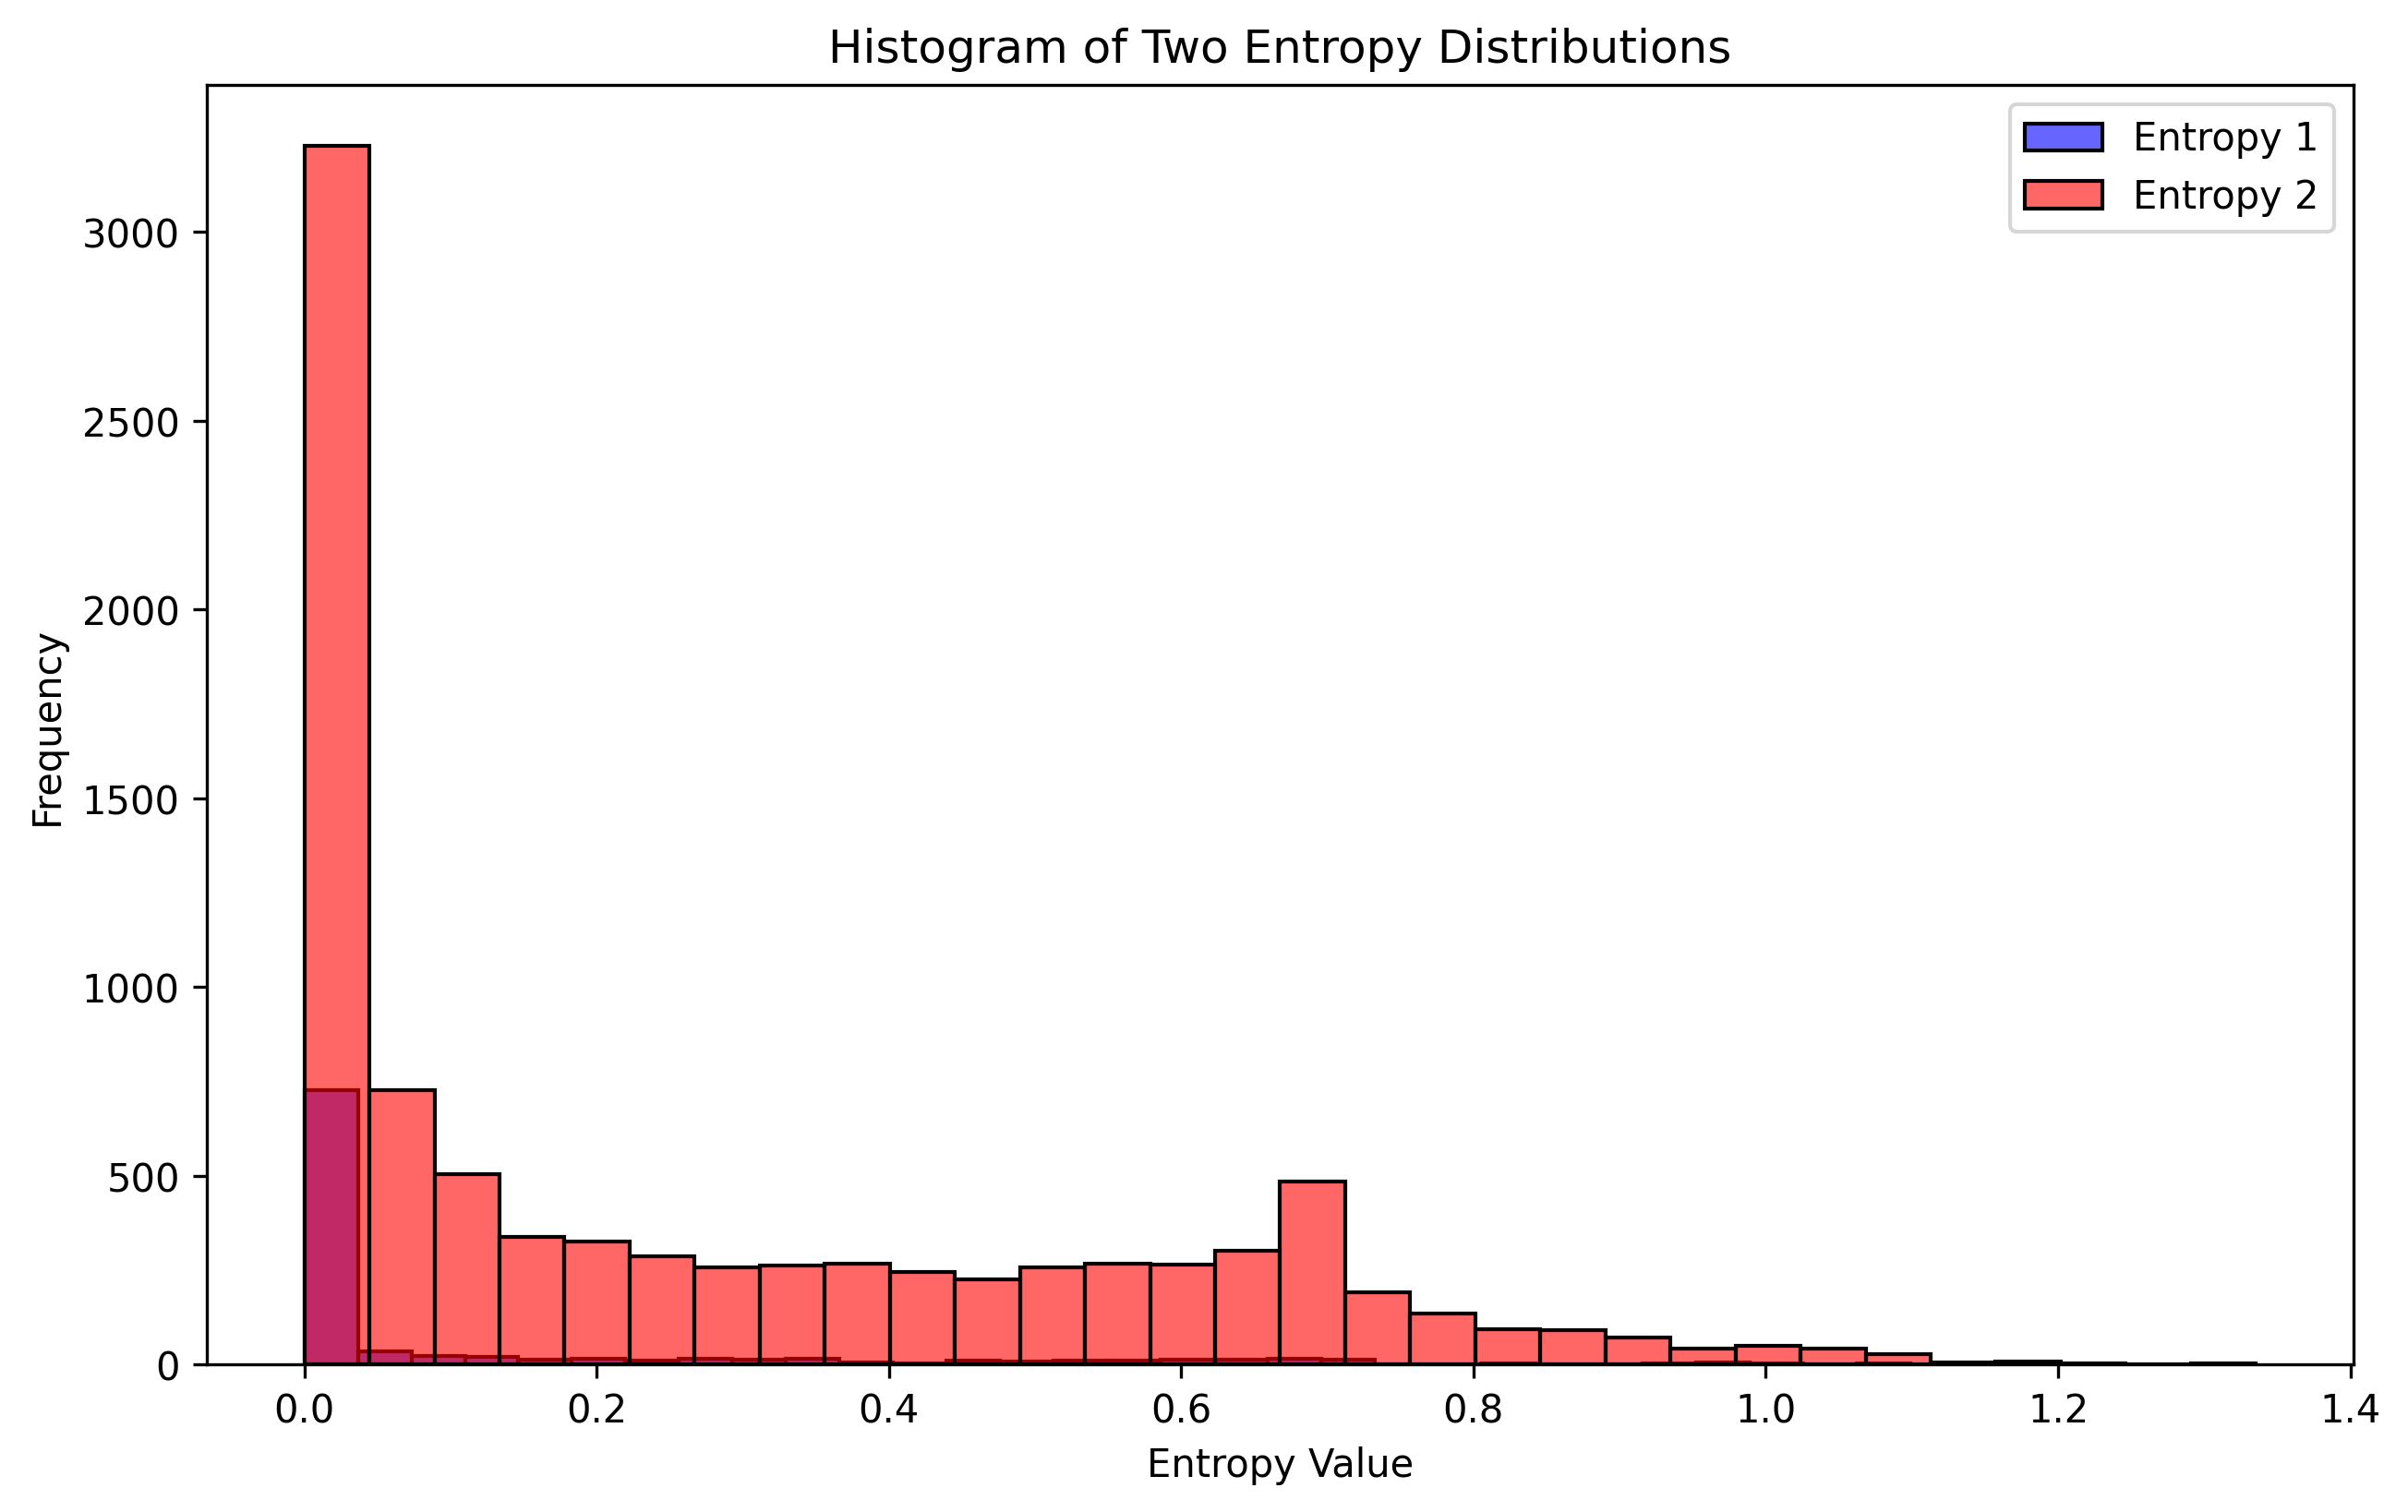 Histogram of Two Entropy Distributions
Entropy 1
Entropy 2
Frequency
3000
2500
2000
1500
1000
500
0
0.0 0.2 0.4 0.6 0.8 1.0 1.2 1.4
Entropy Value